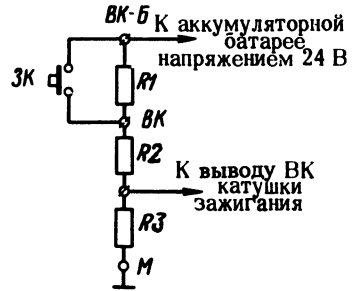 ВК-Б
К аккумуляторной
батарее
напряжением 24 В
ЗК
R1
ВК
R2
К выводу ВК
катушки
зажигания
R3
М